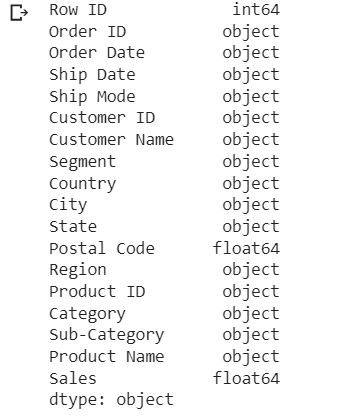 Row ID int64
Order ID object
Order Date object
Ship Date object
Ship Mode object
Customer ID object
Customer Name object
Segment object
Country object
City object
State object
Postal Code float64
Region object
Product ID object
Category object
Sub-Category object
Product Name object
Sales float64
dtype: object